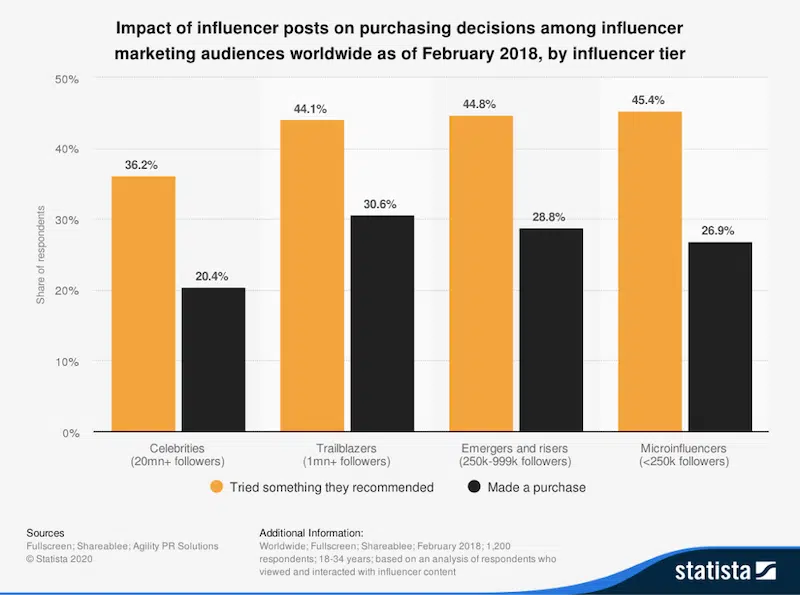 Impact of influencer posts on purchasing decisions among influencer
marketing audiences worldwide as of February 2018, by influencer tier
50%
40%
30%
20%
10%
0%
Share of respondents
36.2%
20.4%
44.1%
30.6%
44.8%
28.8%
45.4%
26.9%
Celebrities
(20mn+ followers)
Trailblazers
(1mn+ followers)
Emergers and risers
(250k-999k followers)
Microinfluencers
(<250k followers)
Tried something they recommended
Made a purchase
Sources
Fullscreen; Shareablee; Agility PR Solutions
© Statista 2020
Additional Information:
Worldwide; Fullscreen; Shareablee; February 2018; 1,200
respondents; 18-34 years; based on an analysis of respondents who
viewed and interacted with influencer content
statista